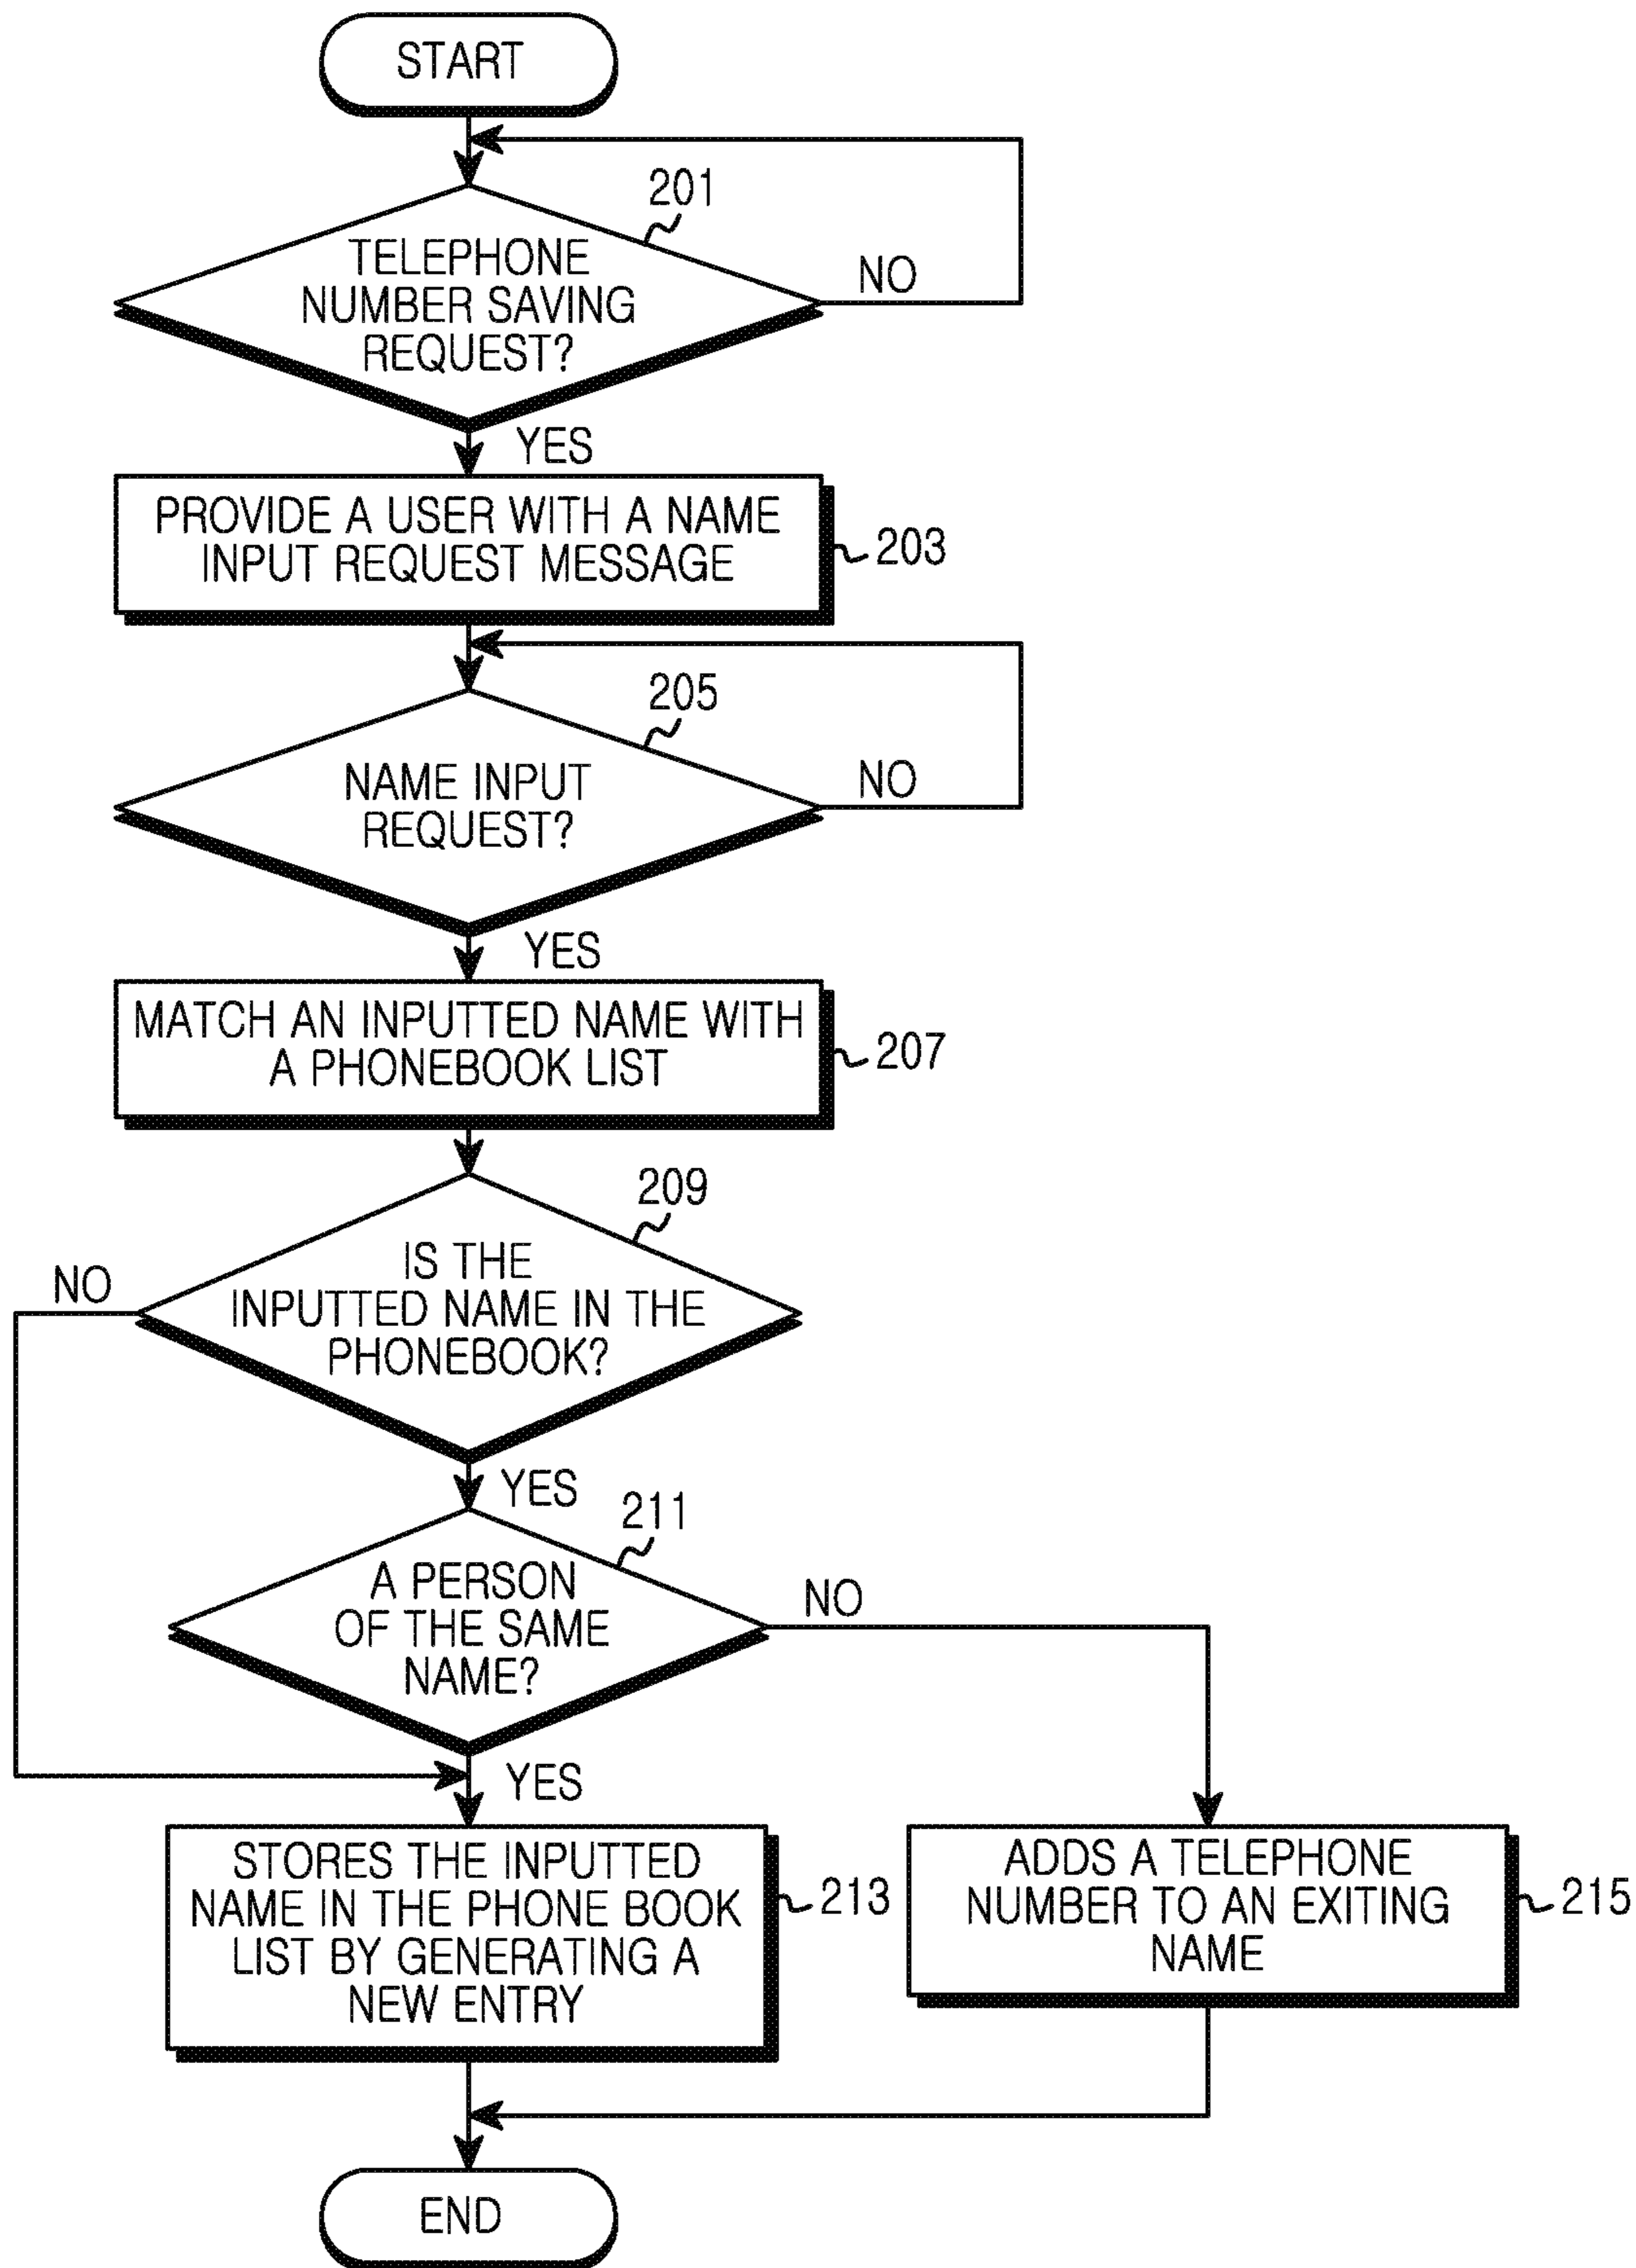 START
201
TELEPHONE
NUMBER SAVING
REQUEST?
NO
YES
PROVIDE A USER WITH A NAME
INPUT REQUEST MESSAGE
203
205
NAME INPUT
REQUEST?
NO
YES
MATCH AN INPUTTED NAME WITH
A PHONEBOOK LIST
207
209
IS THE
INPUTTED NAME IN THE
PHONEBOOK?
NO
YES
211
A PERSON
OF THE SAME
NAME?
NO
YES
STORES THE INPUTTED
NAME IN THE PHONE BOOK
LIST BY GENERATING A
NEW ENTRY
213
ADDS A TELEPHONE
NUMBER TO AN EXITING
NAME
215
END